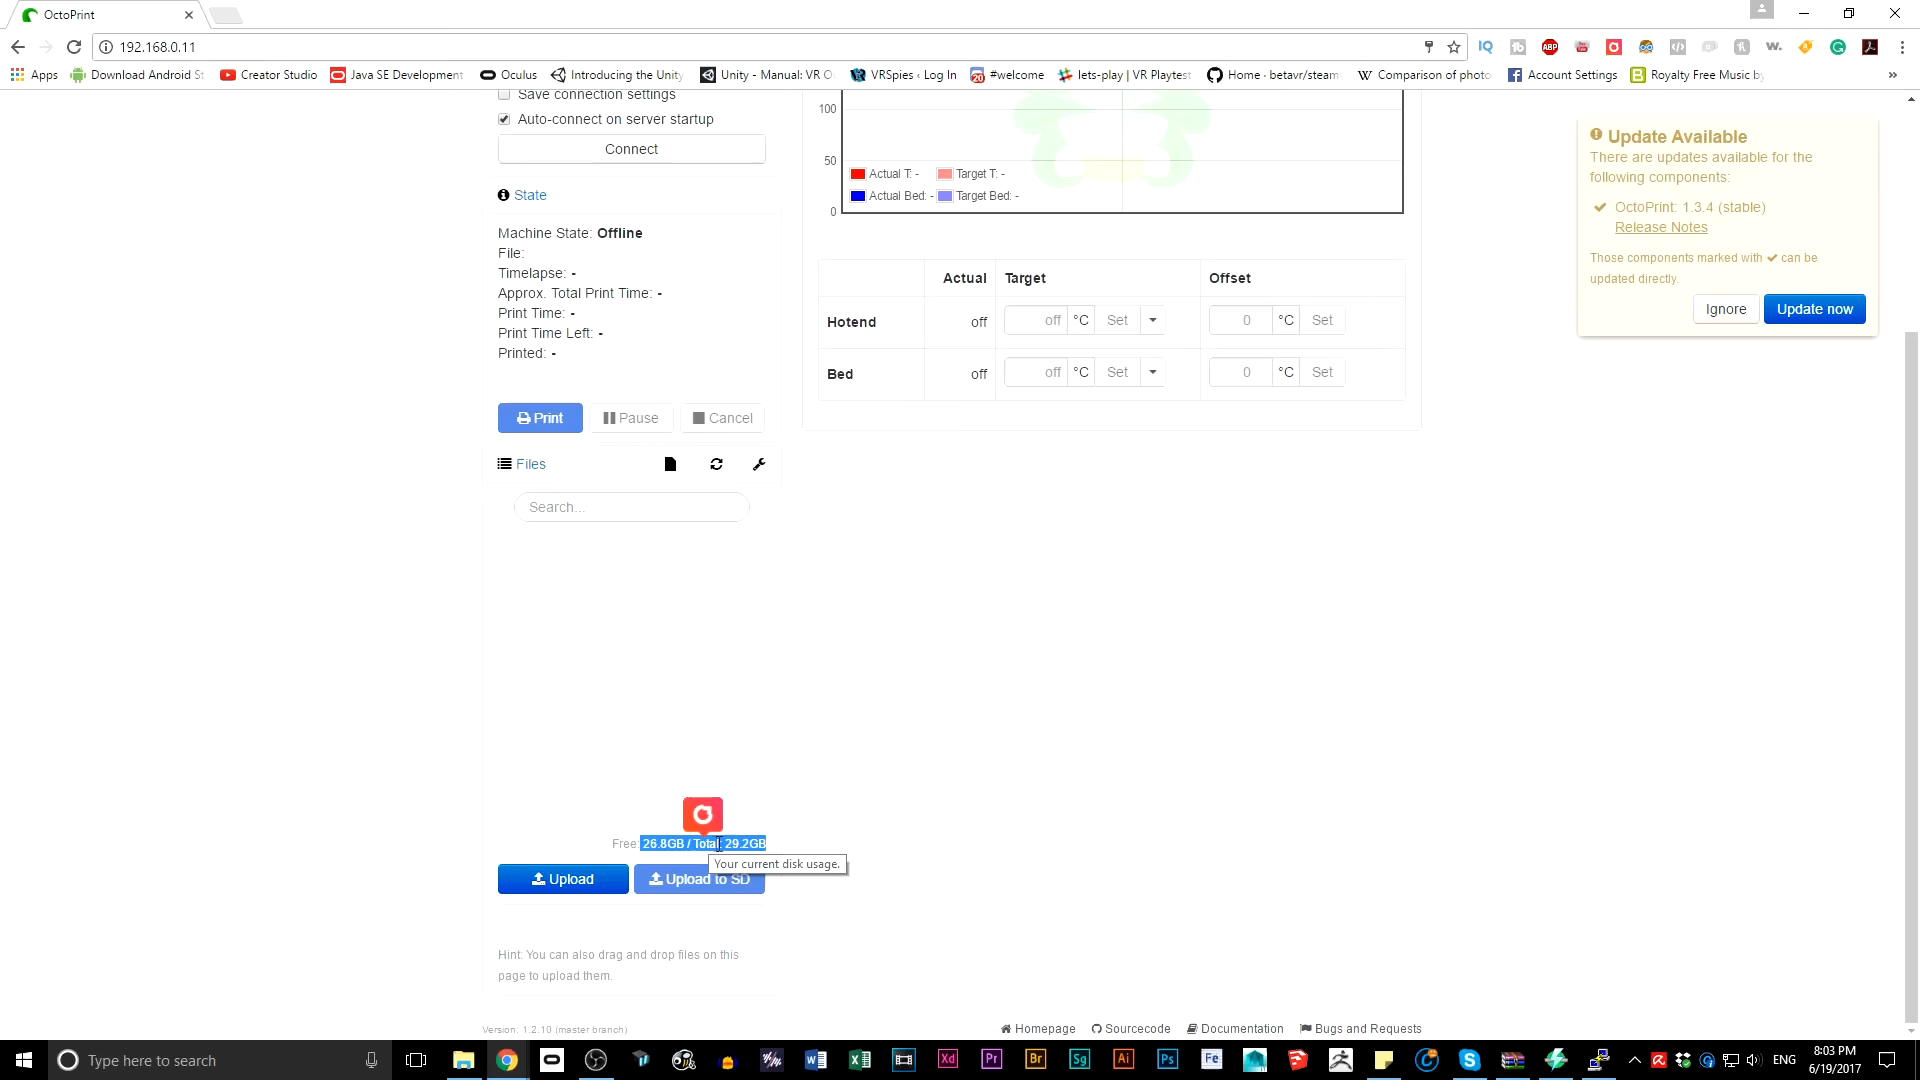 OctoPrint
192.168.0.11
Apps
Download Android St
Creator Studio
Java SE Development
Oculus
Introducing the Unity
Unity - Manual: VR O
VRSpies ‹ Log In
#welcome
lets-play | VR Playtest
Home · betavr/steam
Comparison of photo
Account Settings
Royalty Free Music by
»
Save connection settings
Auto-connect on server startup
Connect
State
Machine State: Offline
File:
Timelapse: -
Approx. Total Print Time: -
Print Time: -
Print Time Left: -
Printed: -
Print
Pause
Cancel
Files
Search...
Free: 26.8GB / Total: 29.2GB
Your current disk usage.
Upload
Upload to SD
Hint: You can also drag and drop files on this
page to upload them.
Version: 1.2.10 (master branch)
100
50
0
Actual T: -
Target T: -
Actual Bed: -
Target Bed: -
Actual
Target
Offset
Hotend
off
off °C Set
0 °C Set
Bed
off
off °C Set
0 °C Set
Homepage
Sourcecode
Documentation
Bugs and Requests
Update Available
There are updates available for the
following components:
OctoPrint: 1.3.4 (stable)
Release Notes
Those components marked with ✔ can be
updated directly.
Ignore
Update now
Type here to search
Xd
Pr
Br
Sg
Ai
Ps
Fe
ENG
8:03 PM
6/19/2017